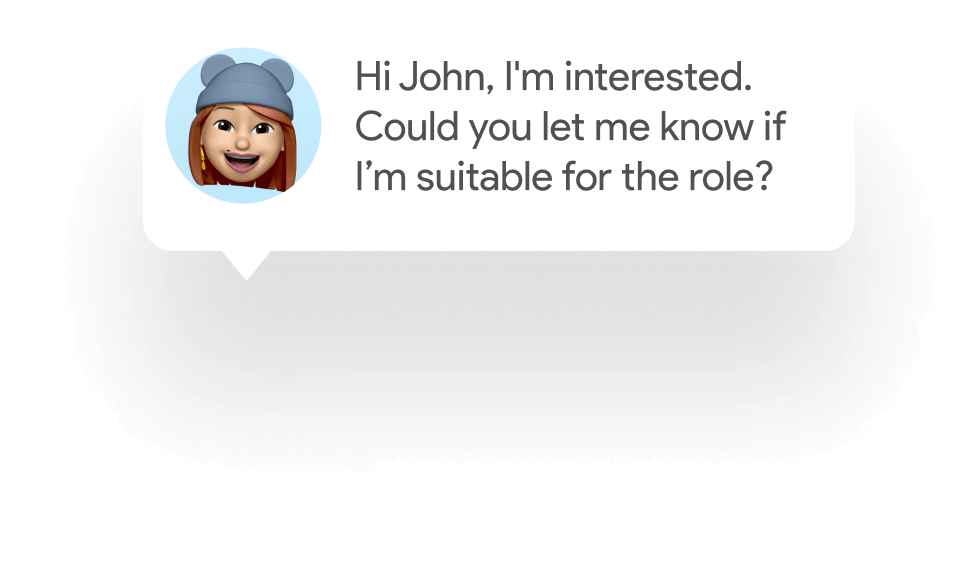 Hi John, I'm interested.
Could you let me know if
I’m suitable for the role?